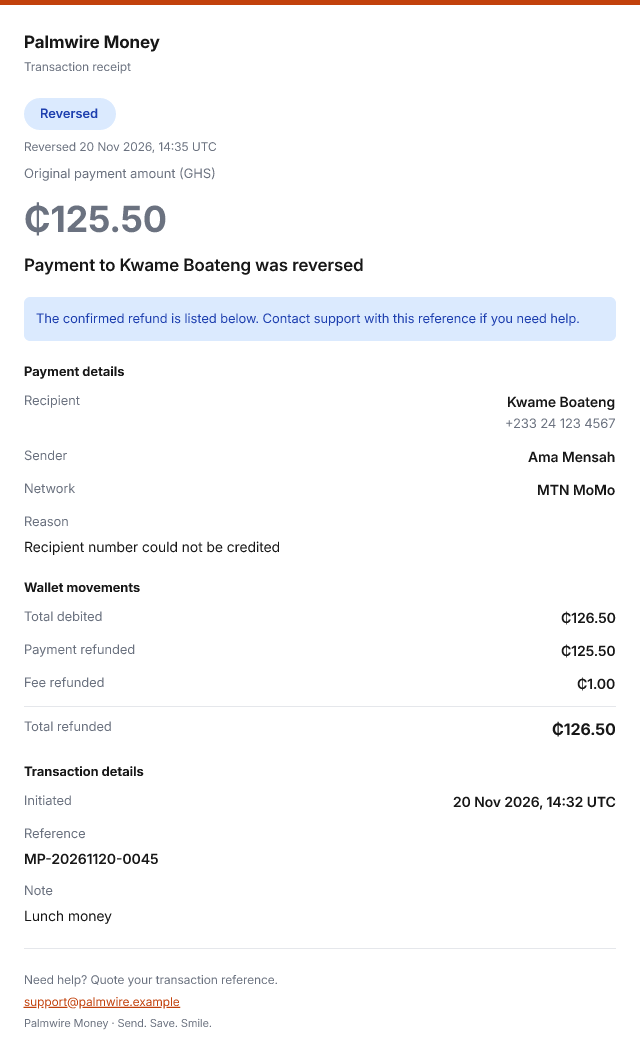 Palmwire Money
Transaction receipt
Reversed
Reversed 20 Nov 2026, 14:35 UTC
Original payment amount (GHS)
₵125.50
Payment to Kwame Boateng was reversed
The confirmed refund is listed below. Contact support with this reference if you need help.
Payment details
Recipient Kwame Boateng
+233 24 123 4567
Sender Ama Mensah
Network MTN MoMo
Reason
Recipient number could not be credited
Wallet movements
Total debited ₵126.50
Payment refunded ₵125.50
Fee refunded ₵1.00
Total refunded ₵126.50
Transaction details
Initiated 20 Nov 2026, 14:32 UTC
Reference
MP-20261120-0045
Note
Lunch money
Need help? Quote your transaction reference.
support@palmwire.example
Palmwire Money · Send. Save. Smile.